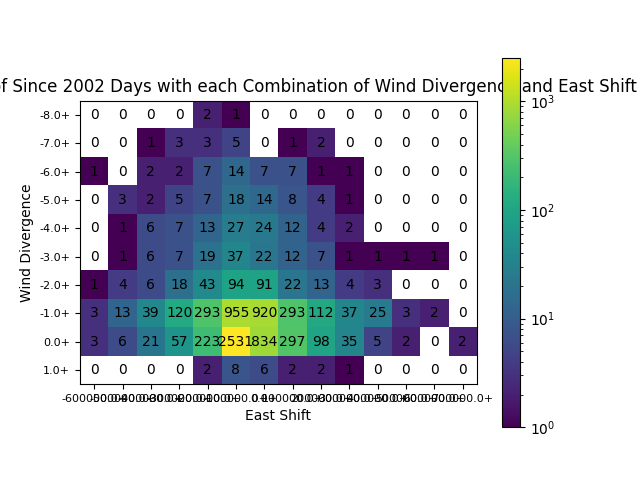 of Since 2002 Days with each Combination of Wind Divergence and East Shift
-8.0+ 0 0 0 0 2 1 0 0 0 0 0 0 0 0
-7.0+ 0 0 1 3 3 5 0 1 2 0 0 0 0 0
-6.0+ 1 0 2 2 7 14 7 7 1 1 0 0 0 0
-5.0+ 0 3 2 5 7 18 14 8 4 1 0 0 0 0
-4.0+ 0 1 6 7 13 27 24 12 4 2 0 0 0 0
-3.0+ 0 1 6 7 19 37 22 12 7 1 1 1 1 0
-2.0+ 1 4 6 18 43 94 91 22 13 4 3 0 0 0
-1.0+ 3 13 39 120 293 955 920 293 112 37 25 3 2 0
0.0+ 3 6 21 57 223 2531 1834 297 98 35 5 2 0 2
1.0+ 0 0 0 0 2 8 6 2 2 1 0 0 0 0
Wind Divergence
East Shift
10³
10²
10¹
10⁰